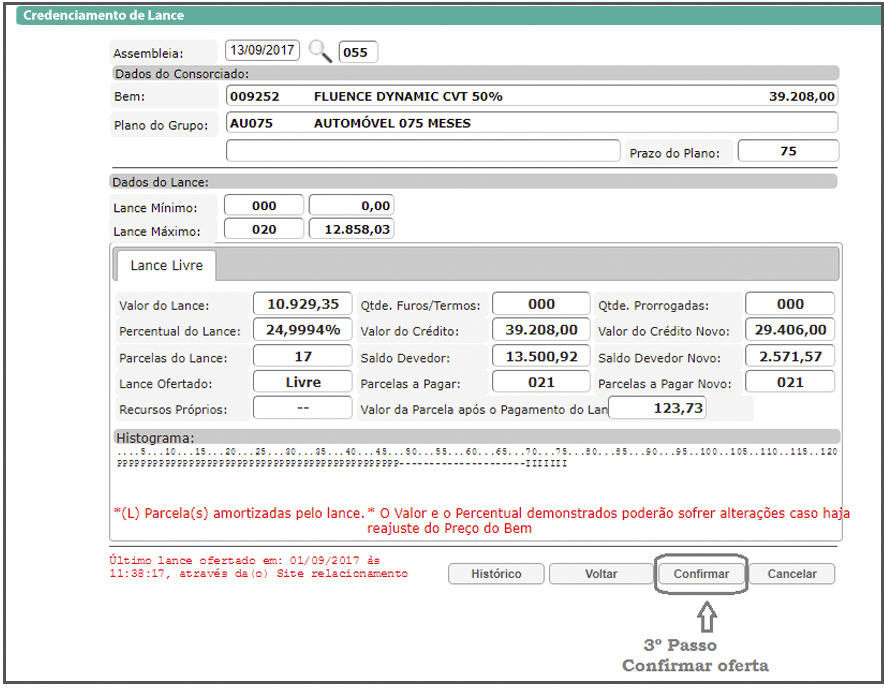 Credenciamento de Lance
Assembleia: 13/09/2017 055
Dados do Consorciado:
Bem: 009252 FLUENCE DYNAMIC CVT 50% 39.208,00
Plano do Grupo: AU075 AUTOMÓVEL 075 MESES
Prazo do Plano: 75
Dados do Lance:
Lance Mínimo: 000 0,00
Lance Máximo: 020 12.858,03
Lance Livre
Valor do Lance: 10.929,35 Qtde. Furos/Termos: 000 Qtde. Prorrogadas: 000
Percentual do Lance: 24,9994% Valor do Crédito: 39.208,00 Valor do Crédito Novo: 29.406,00
Parcelas do Lance: 17 Saldo Devedor: 13.500,92 Saldo Devedor Novo: 2.571,57
Lance Ofertado: Livre Parcelas a Pagar: 021 Parcelas a Pagar Novo: 021
Recursos Próprios: -- Valor da Parcela após o Pagamento do Lan 123,73
Histograma:
....5...10...15...20...25...30...35...40...45...50...55...60...65...70...75...80...85...90...95..100..105..110..115..120
PPPPPPPPPPPPPPPPPPPPPPPPPPPPPPPPPPPPPPPPPPPPPPP---------------------IIIIIII
*(L) Parcela(s) amortizadas pelo lance.* O Valor e o Percentual demonstrados poderão sofrer alterações caso haja
reajuste do Preço do Bem
Último lance ofertado em: 01/09/2017 às
11:38:17, através da(o) Site relacionamento
Histórico Voltar Confirmar Cancelar
3º Passo
Confirmar oferta